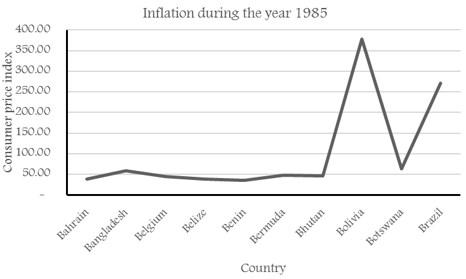 Inflation during the year 1985
Consumer price index
400.00
350.00
300.00
250.00
200.00
150.00
100.00
50.00
-
Bahrain
Bangladesh
Belgium
Belize
Benin
Bermuda
Bhutan
Bolivia
Botswana
Brazil
Country